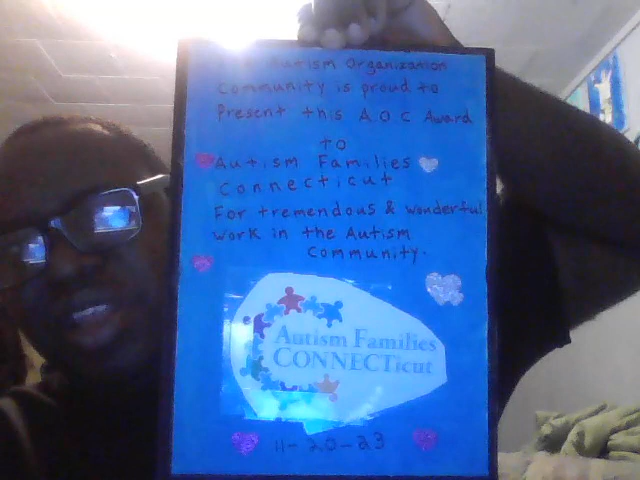 Autism Organization
Community is proud to
Present this A O C Award
to
Autism Families
Connecticut
For tremendous & wonderful
work in the Autism
Community.
Autism Families
CONNECTicut
11-20-23